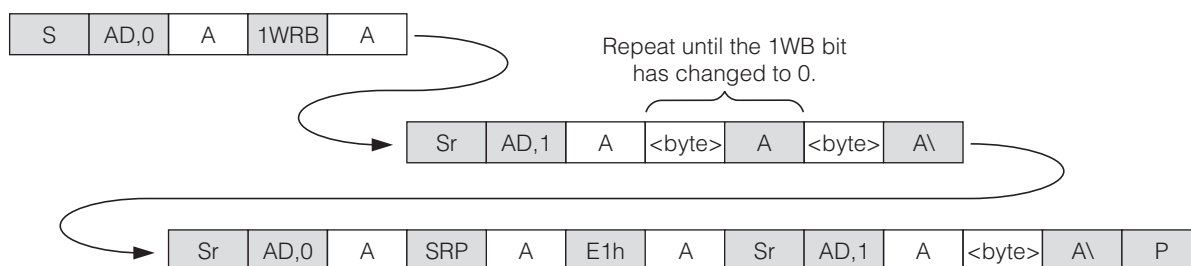 S AD,0 A 1WRB A
Repeat until the 1WB bit
has changed to 0.
Sr AD,1 A <byte> A <byte> A\
Sr AD,0 A SRP A E1h A Sr AD,1 A <byte> A\ P